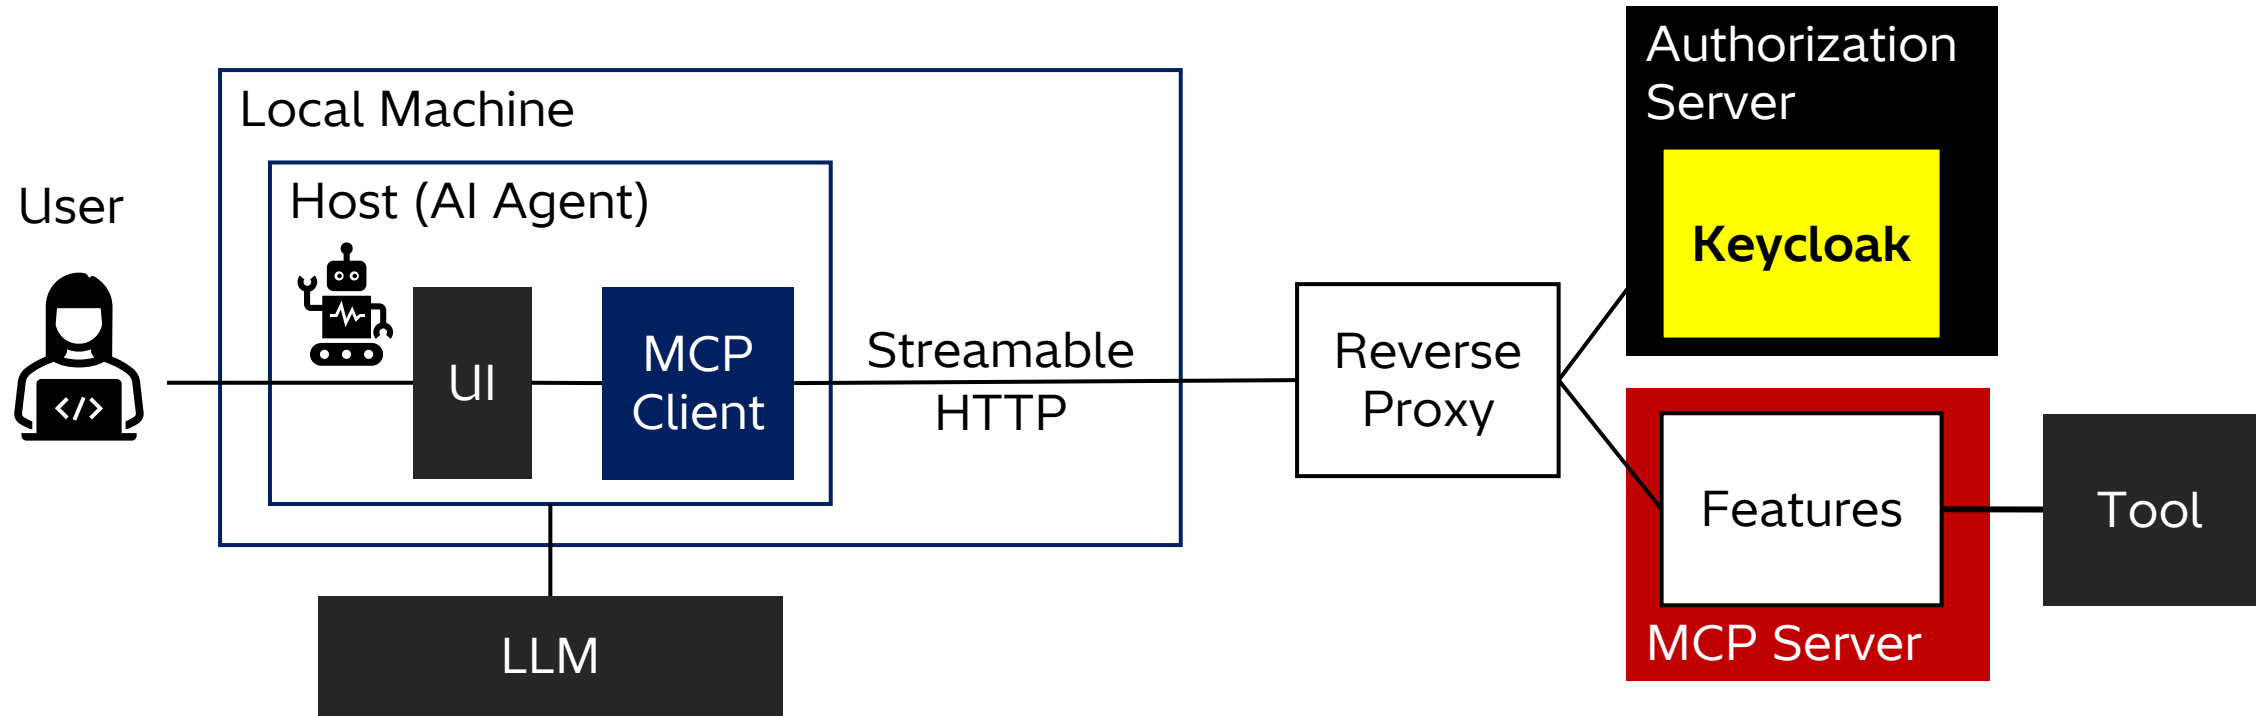 User
Local Machine
Host (AI Agent)
UI
MCP
Client
Streamable
HTTP
LLM
Reverse
Proxy
Authorization
Server
Keycloak
Features
MCP Server
Tool